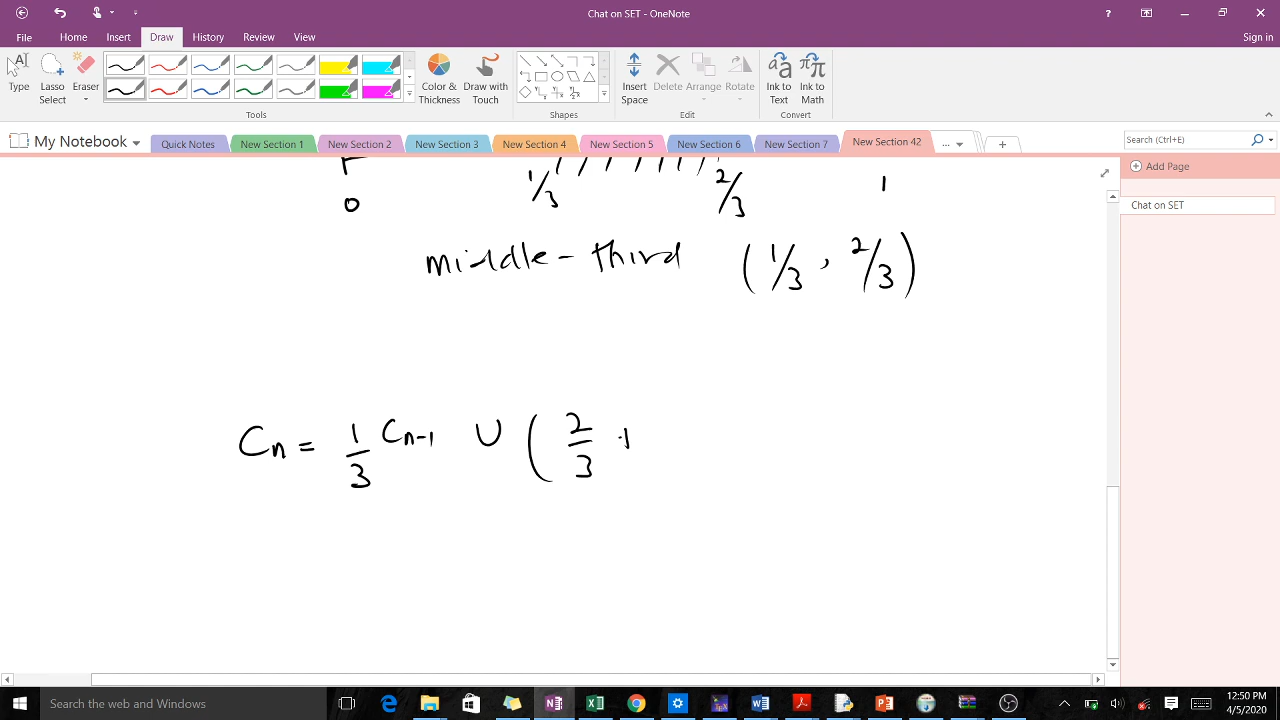 Chat on SET - OneNote
?
File Home Insert Draw History Review View
Sign in
Type
Lasso Select
Eraser
Color & Thickness
Draw with Touch
Insert Space
Delete
Arrange
Rotate
Ink to Text
Ink to Math
Tools
Shapes
Edit
Convert
My Notebook
Quick Notes New Section 1 New Section 2 New Section 3 New Section 4 New Section 5 New Section 6 New Section 7 New Section 42 ... +
Search (Ctrl+E)
Add Page
Chat on SET
0 1/3 2/3 1
middle-third (1/3, 2/3)
Cn = 1/3 Cn-1 ∪ ( 2/3 +
Search the web and Windows
12:50 PM
4/5/2020